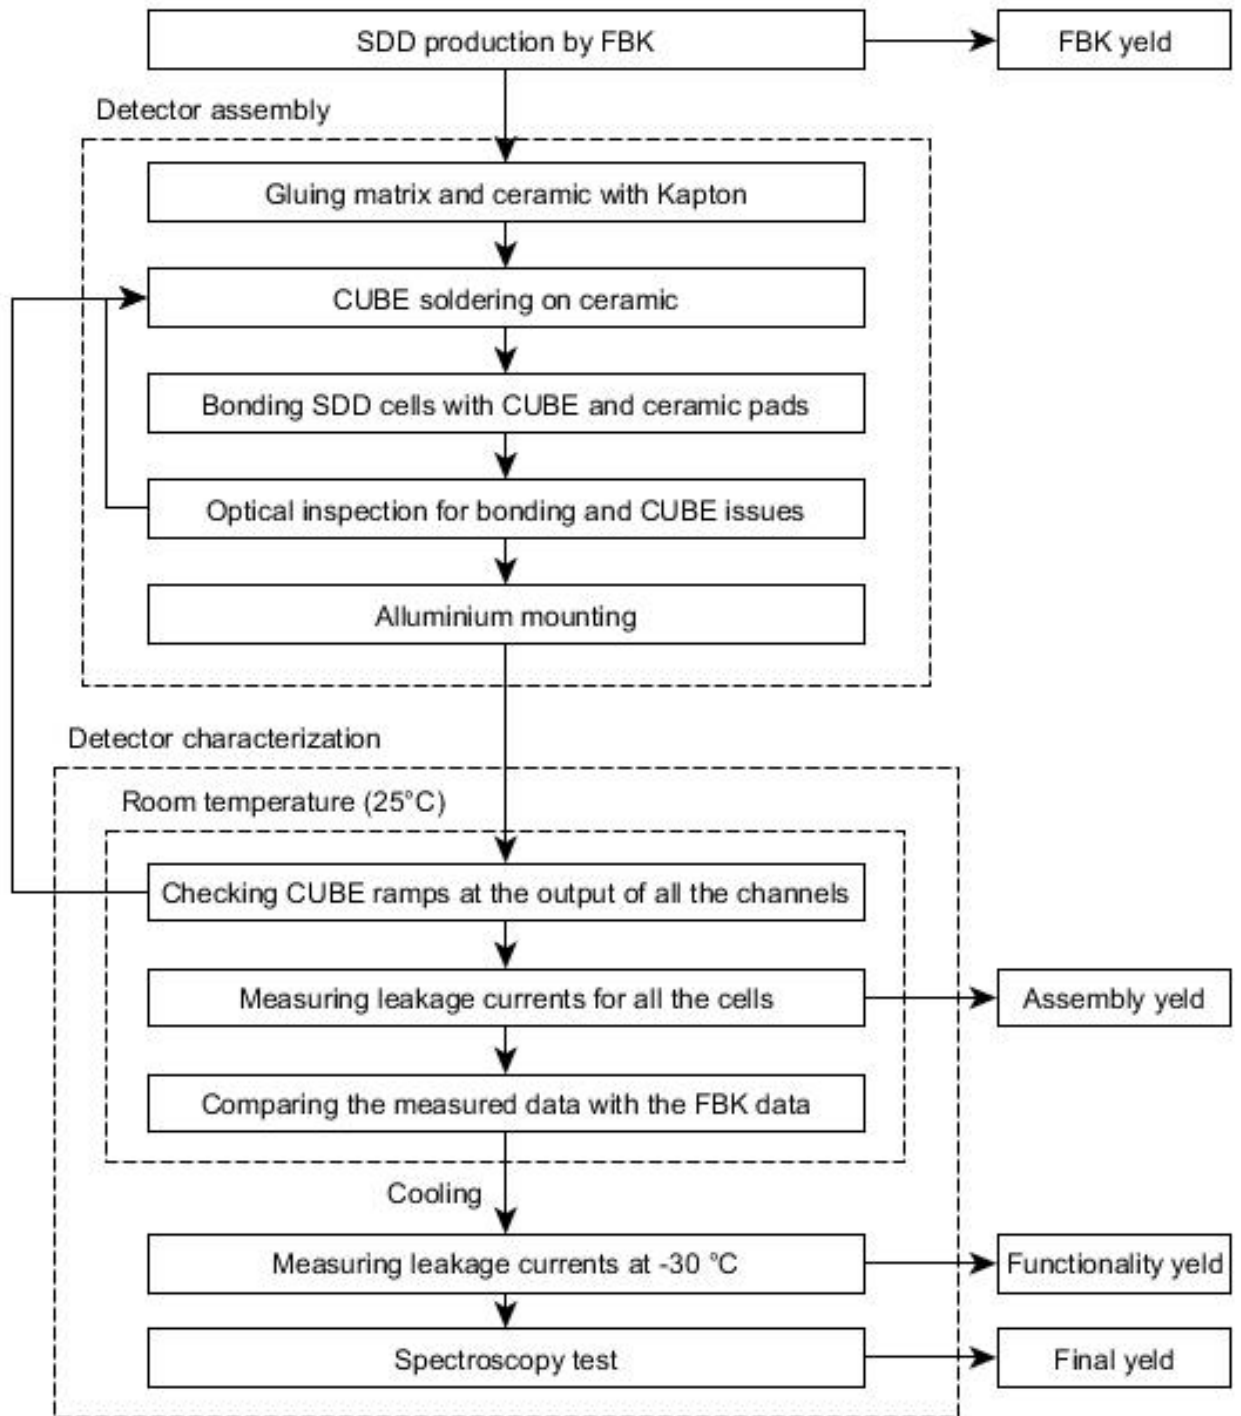 SDD production by FBK
FBK yeld
Detector assembly
Gluing matrix and ceramic with Kapton
CUBE soldering on ceramic
Bonding SDD cells with CUBE and ceramic pads
Optical inspection for bonding and CUBE issues
Alluminium mounting
Detector characterization
Room temperature (25°C)
Checking CUBE ramps at the output of all the channels
Measuring leakage currents for all the cells
Assembly yeld
Comparing the measured data with the FBK data
Cooling
Measuring leakage currents at -30 °C
Functionality yeld
Spectroscopy test
Final yeld